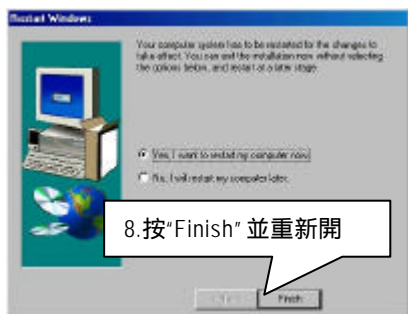 Restart Windows
Your computer system has to be restarted for the changes to
take effect. You can exit the installation now without selecting
the options below, and restart at a later stage.
Yes, I want to restart my computer now.
No, I will restart my computer later.
8.按“Finish” 並重新開
Finish